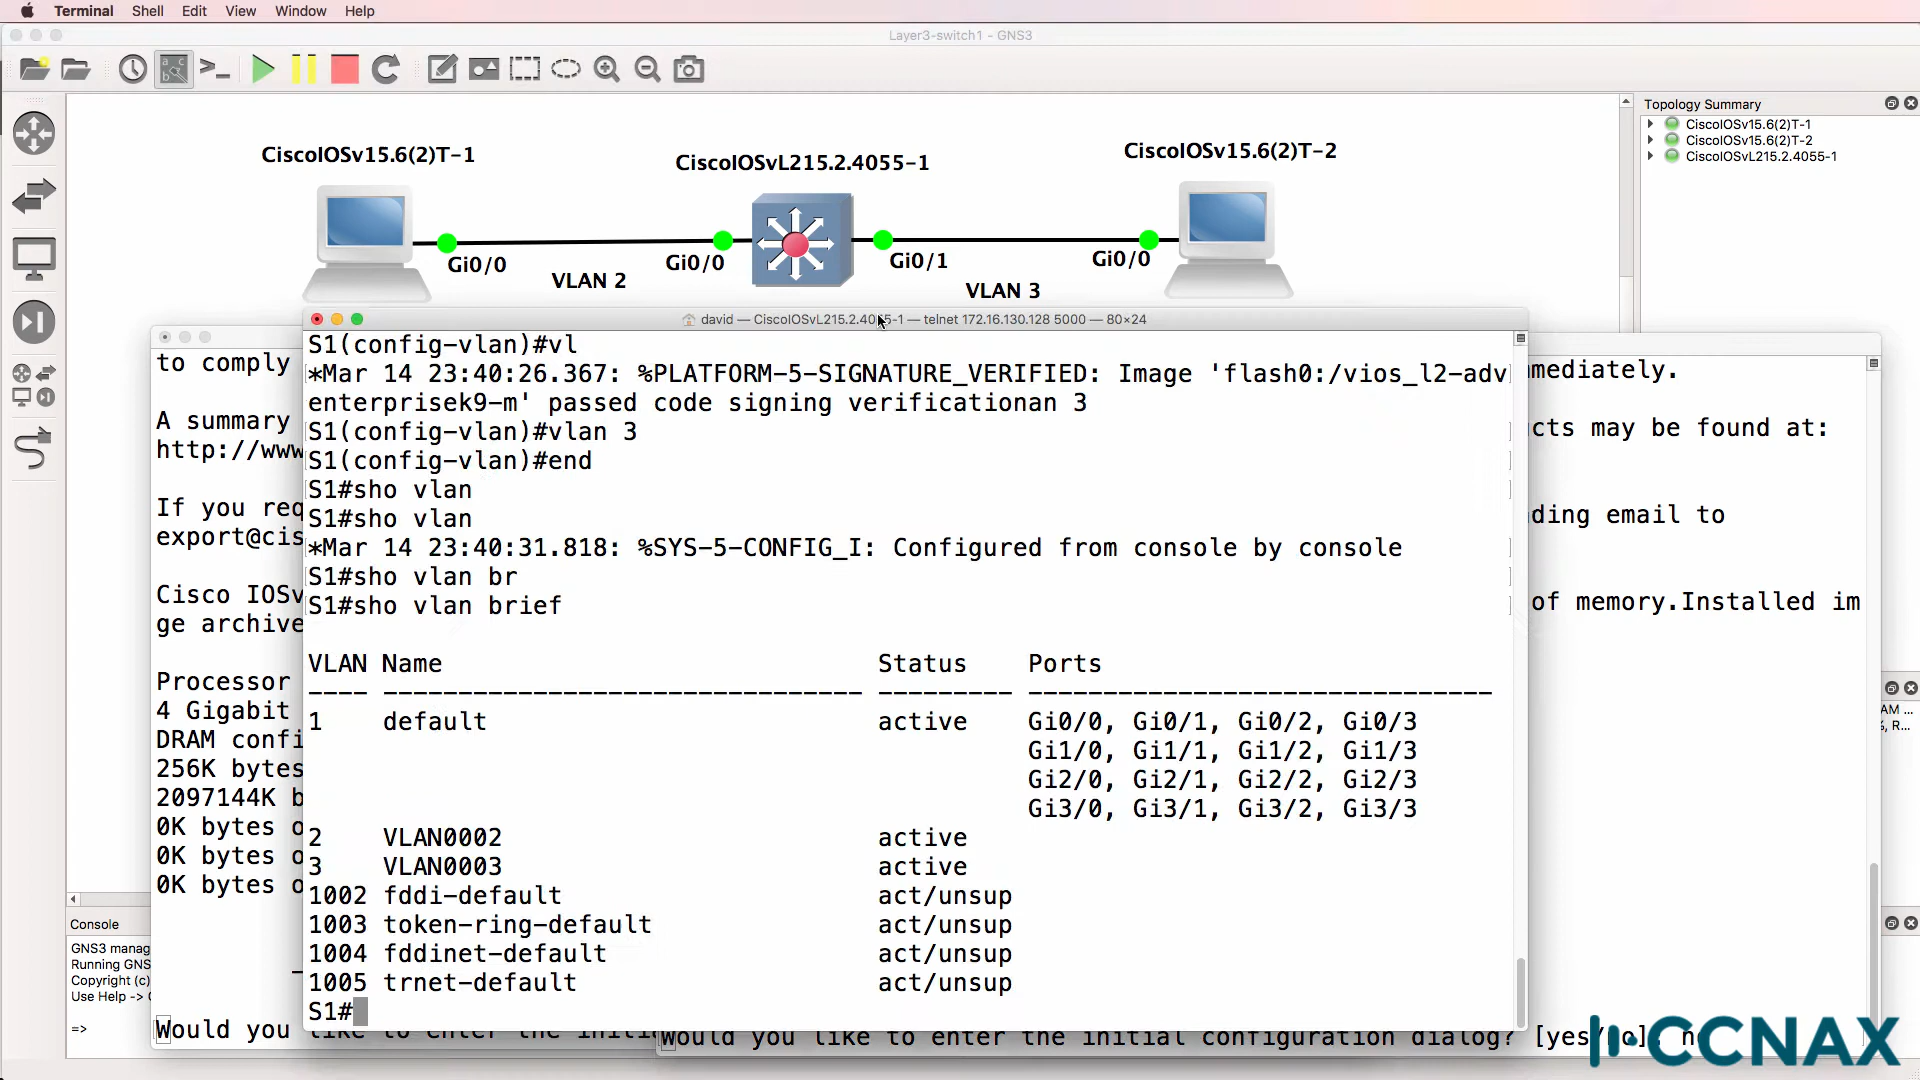 Terminal Shell Edit View Window Help
Layer3-switch1 - GNS3
Topology Summary
CiscoIOSv15.6(2)T-1
CiscoIOSv15.6(2)T-2
CiscoIOSvL215.2.4055-1
CiscoIOSv15.6(2)T-1
CiscoIOSvL215.2.4055-1
CiscoIOSv15.6(2)T-2
Gi0/0
VLAN 2
Gi0/0
Gi0/1
VLAN 3
Gi0/0
david — CiscoIOSvL215.2.4055-1 — telnet 172.16.130.128 5000 — 80×24
S1(config-vlan)#vl
*Mar 14 23:40:26.367: %PLATFORM-5-SIGNATURE_VERIFIED: Image 'flash0:/vios_l2-adv
enterprisek9-m' passed code signing verificationan 3
S1(config-vlan)#vlan 3
S1(config-vlan)#end
S1#sho vlan
S1#sho vlan
*Mar 14 23:40:31.818: %SYS-5-CONFIG_I: Configured from console by console
S1#sho vlan br
S1#sho vlan brief
VLAN Name Status Ports
---- -------------------------------- --------- -------------------------------
1 default active Gi0/0, Gi0/1, Gi0/2, Gi0/3
Gi1/0, Gi1/1, Gi1/2, Gi1/3
Gi2/0, Gi2/1, Gi2/2, Gi2/3
Gi3/0, Gi3/1, Gi3/2, Gi3/3
2 VLAN0002 active
3 VLAN0003 active
1002 fddi-default act/unsup
1003 token-ring-default act/unsup
1004 fddinet-default act/unsup
1005 trnet-default act/unsup
S1#
to comply
A summary
http://www
If you req
export@cis
Cisco IOSv
ge archive
Processor
4 Gigabit
DRAM confi
256K bytes
2097144K b
0K bytes o
0K bytes o
0K bytes o
Would you like to enter the initi
mediately.
cts may be found at:
ding email to
of memory.Installed im
Would you like to enter the initial configuration dialog? [yes/no]: n
Console
GNS3 manag
Running GNS
Copyright (c)
Use Help ->
=>
AM ...
%, R...
CCNAX